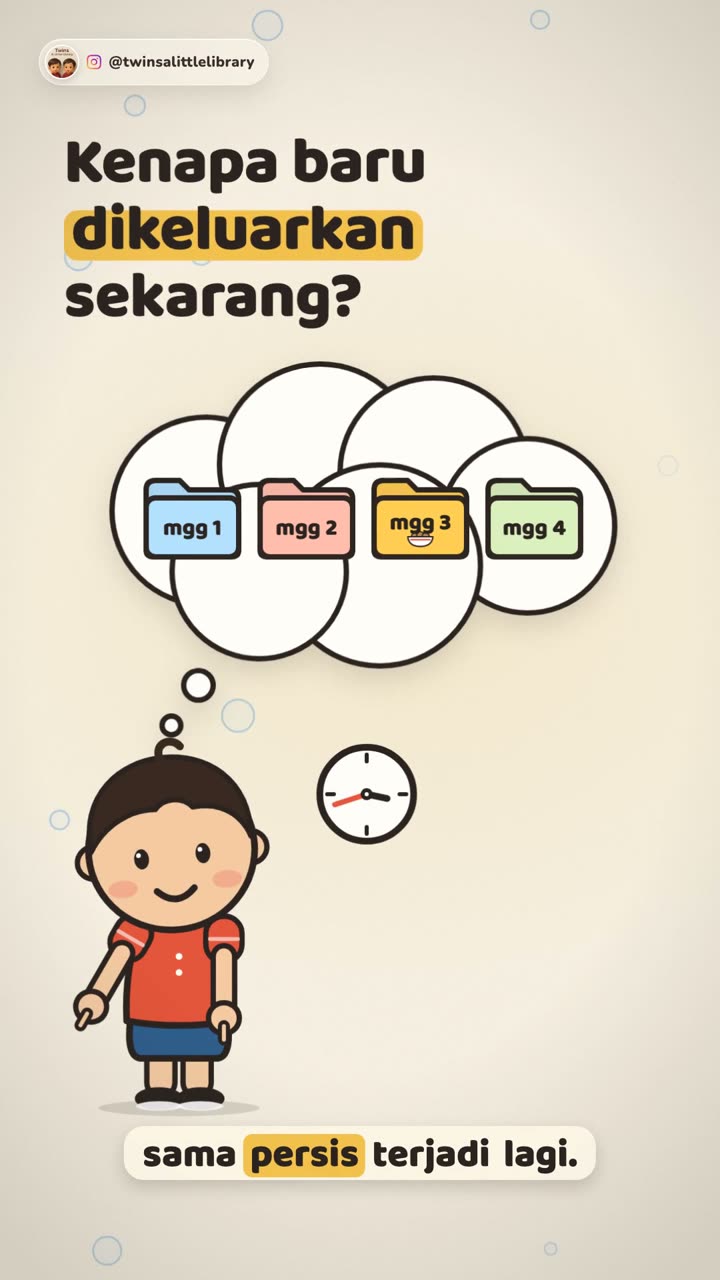 @twinsalittlelibrary
Kenapa baru
dikeluarkan
sekarang?
mgg 1
mgg 2
mgg 3
mgg 4
sama persis terjadi lagi.